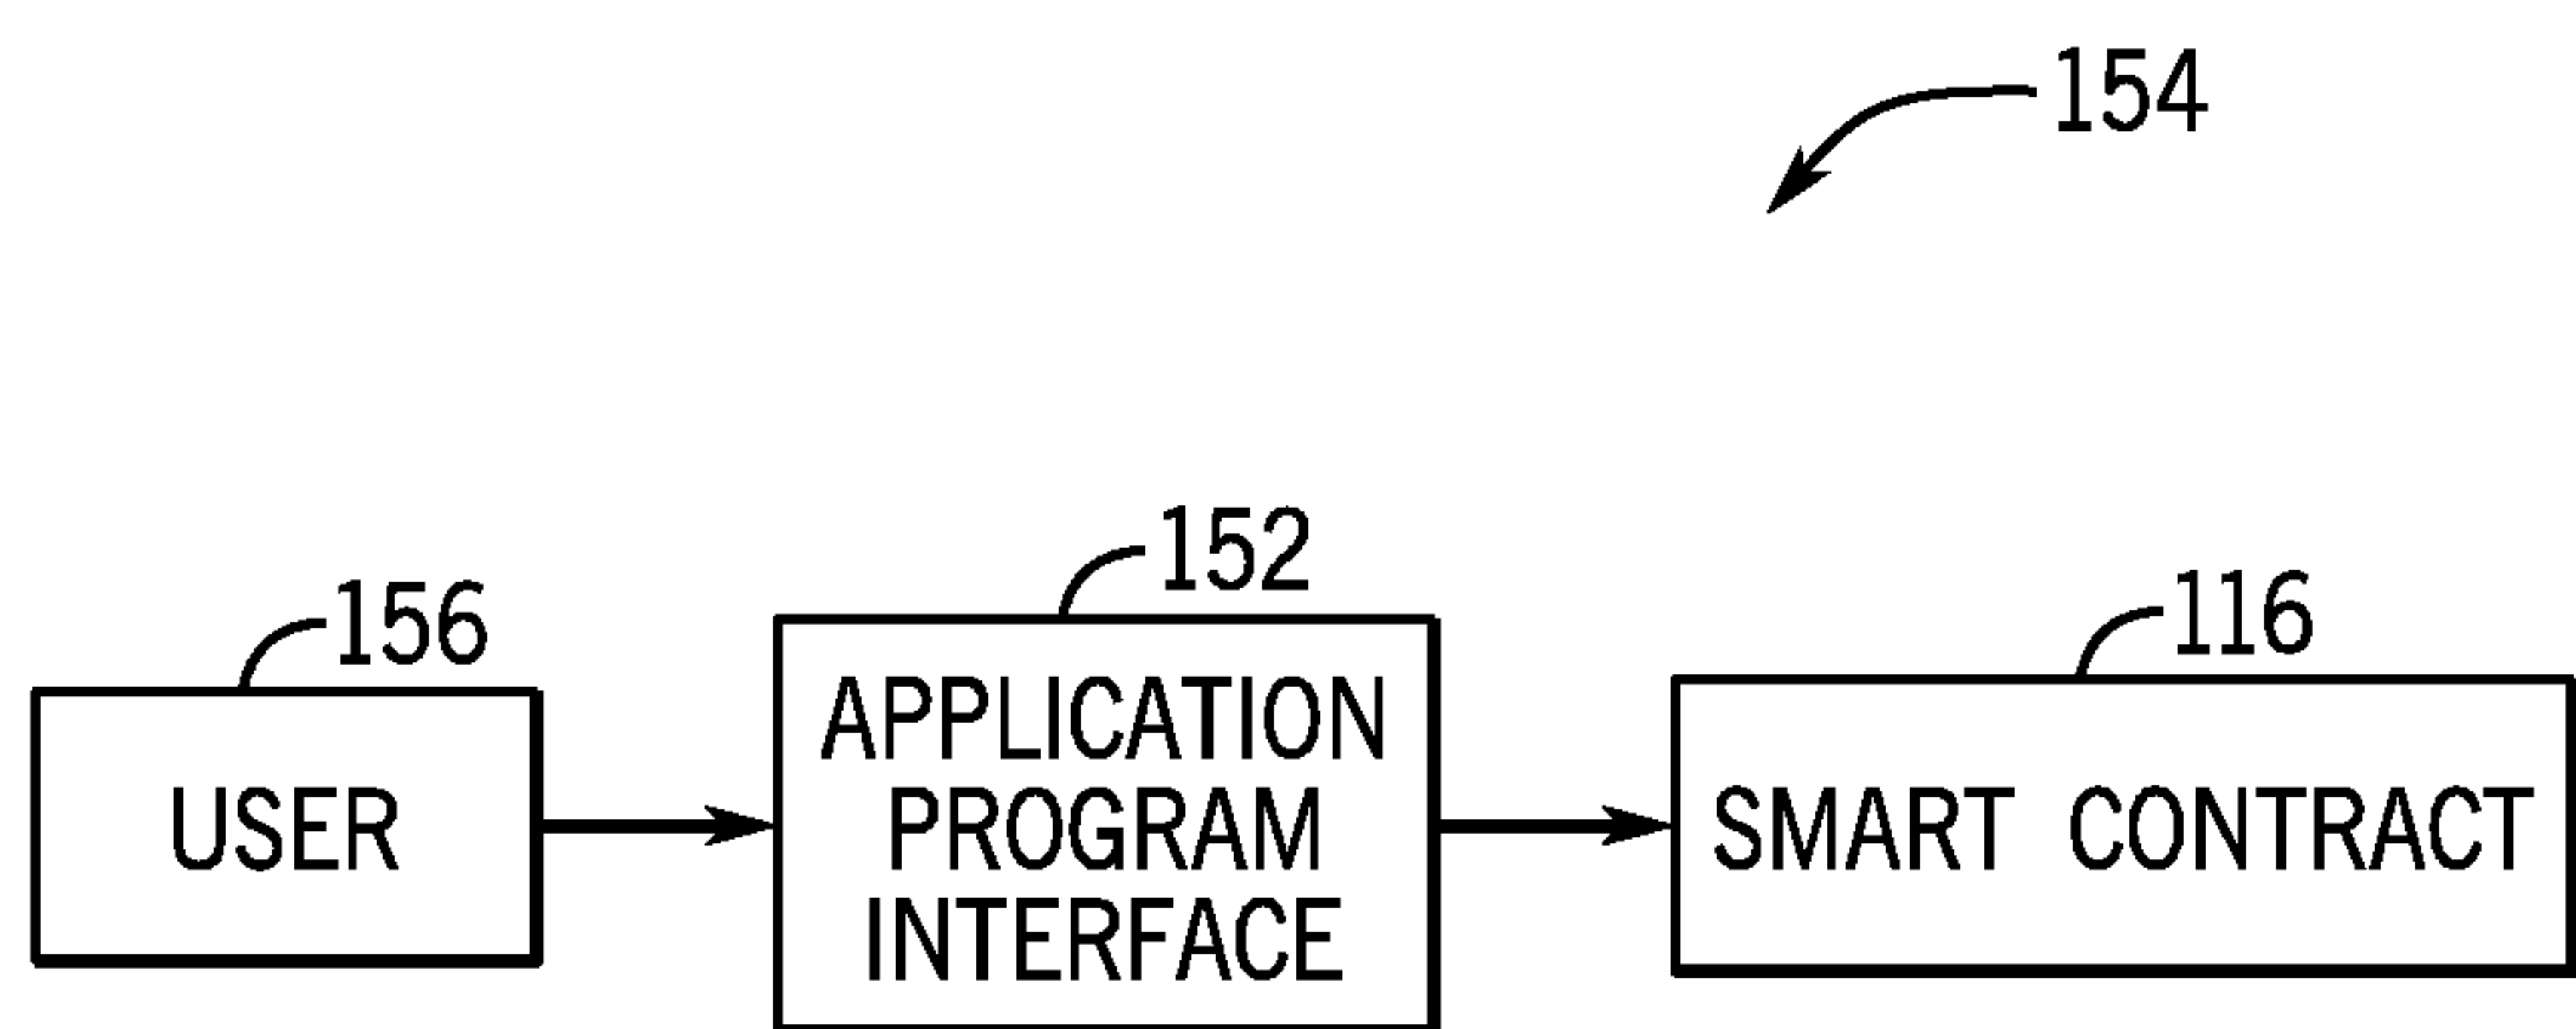 154
156
USER
152
APPLICATION
PROGRAM
INTERFACE
116
SMART CONTRACT